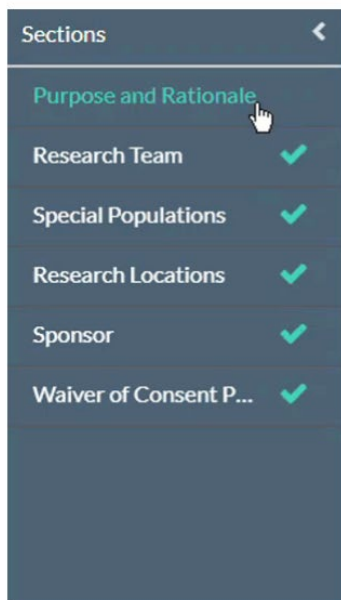 Sections
Purpose and Rationale
Research Team
Special Populations
Research Locations
Sponsor
Waiver of Consent P...